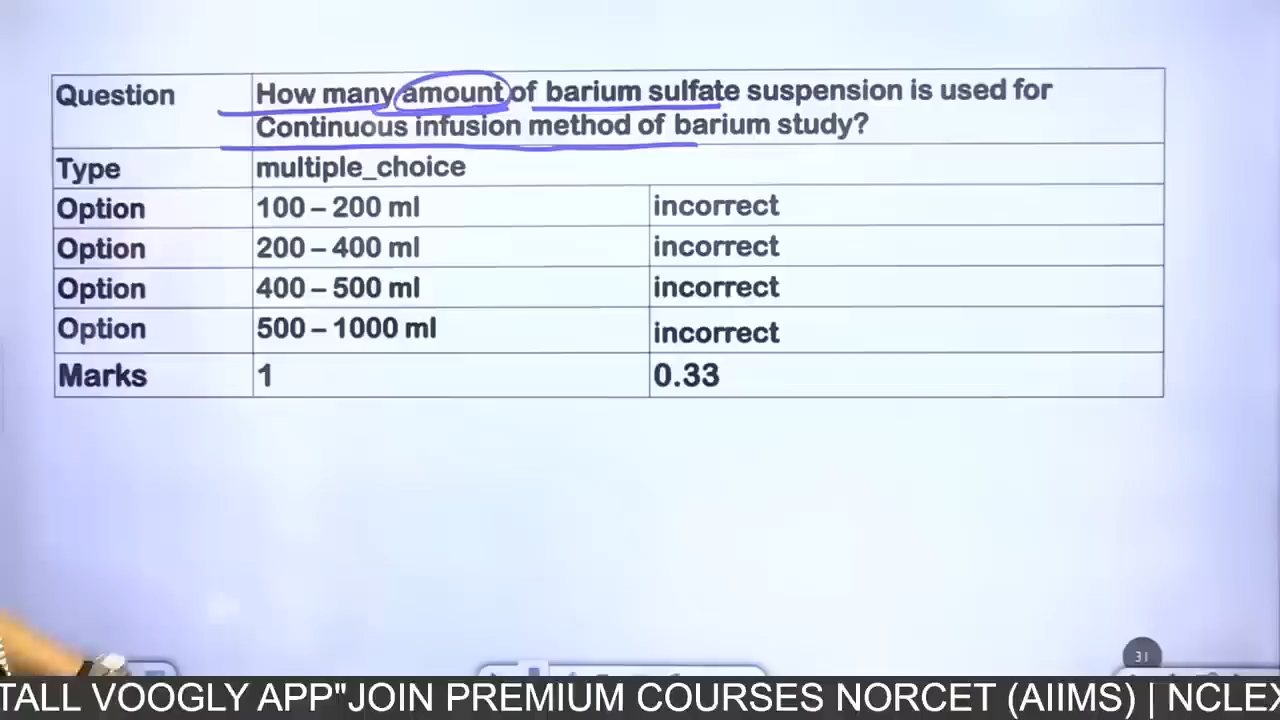 Question How many amount of barium sulfate suspension is used for
Continuous infusion method of barium study?
Type multiple_choice
Option 100 – 200 ml incorrect
Option 200 – 400 ml incorrect
Option 400 – 500 ml incorrect
Option 500 – 1000 ml incorrect
Marks 1 0.33
31
TALL VOOGLY APP"JOIN PREMIUM COURSES NORCET (AIIMS) | NCLEX